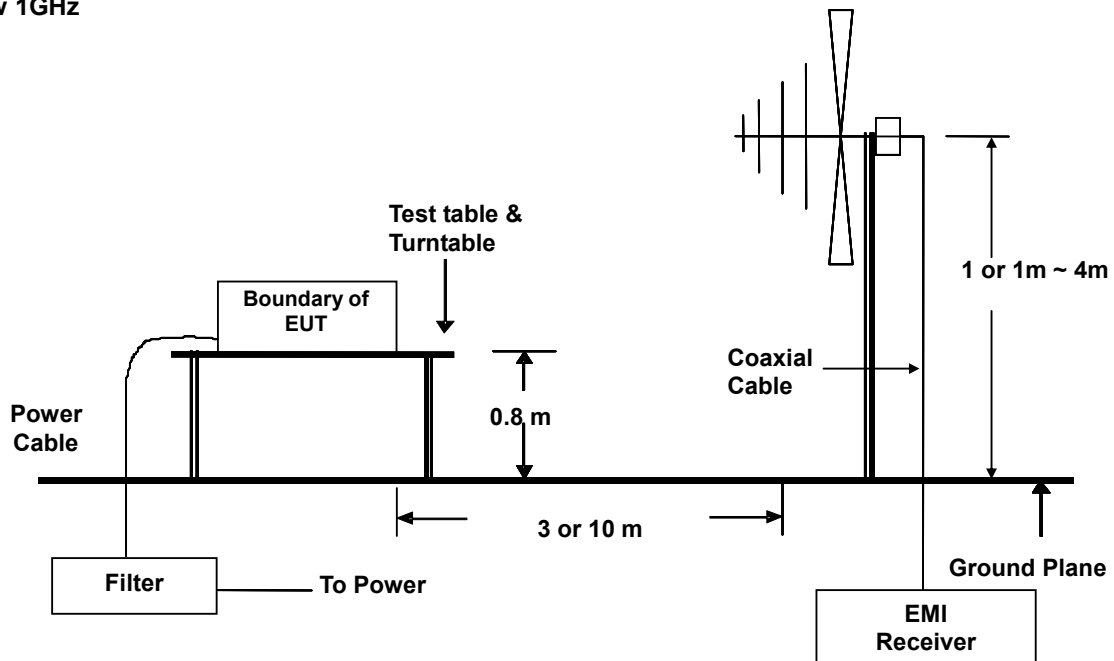 1GHz
Test table &
Turntable
Boundary of
EUT
1 or 1m ~ 4m
Coaxial
Cable
0.8 m
Power
Cable
3 or 10 m
Filter
To Power
Ground Plane
EMI
Receiver